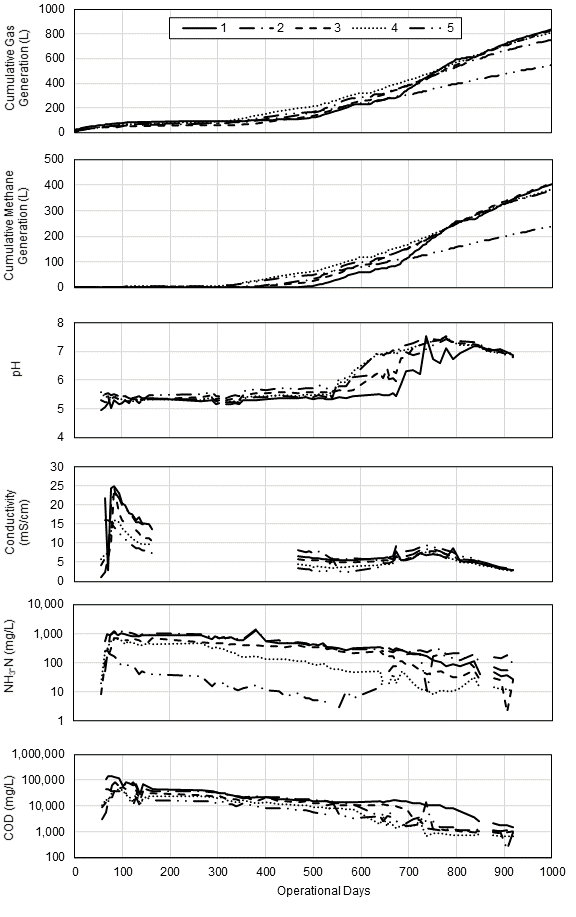 1000
800
600
400
200
0
Cumulative Gas
Generation (L)
1 2 3 4 5
500
400
300
200
100
0
Cumulative Methane
Generation (L)
8
7
6
5
4
pH
30
25
20
15
10
5
0
Conductivity
(mS/cm)
10,000
1,000
100
10
1
NH3-N (mg/L)
1,000,000
100,000
10,000
1,000
100
COD (mg/L)
0 100 200 300 400 500 600 700 800 900 1000
Operational Days